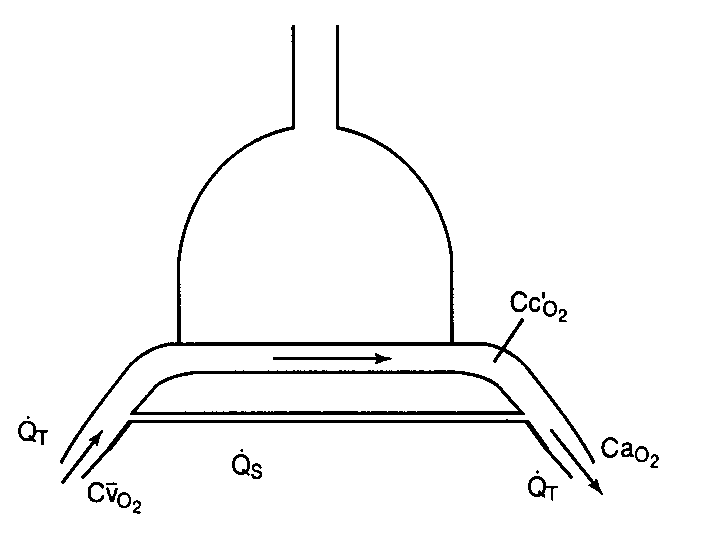 Cc'O₂
Q̇T
CaO₂
Q̇S
Cv̄O₂
Q̇T